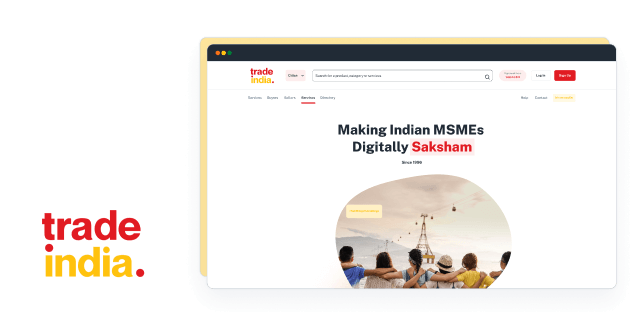 trade
india.
trade
india.
Cities
Search for a product, category or services
Log In
Sign Up
Buyers
Sellers
Services
Directory
Help
Contact
Making Indian MSMEs
Digitally Saksham
Since 1996